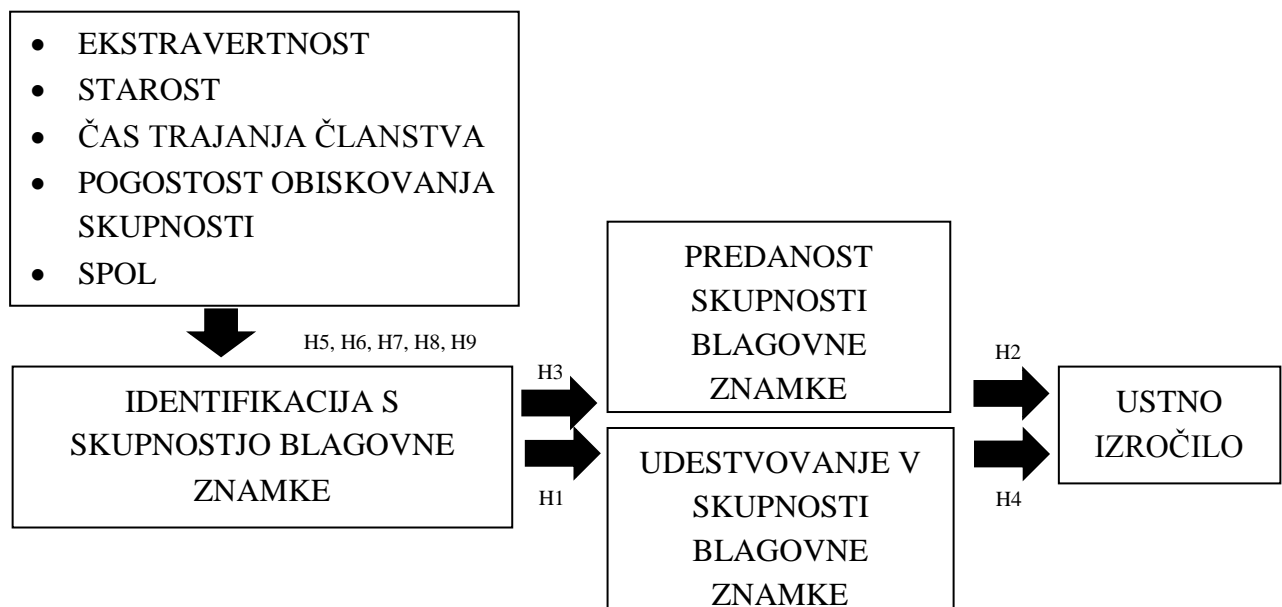 • EKSTRAVERTNOST
• STAROST
• ČAS TRAJANJA ČLANSTVA
• POGOSTOST OBISKOVANJA
SKUPNOSTI
• SPOL
H5, H6, H7, H8, H9
IDENTIFIKACIJA S
SKUPNOSTJO BLAGOVNE
ZNAMKE
H3
H1
PREDANOST
SKUPNOSTI
BLAGOVNE
ZNAMKE
UDESTVOVANJE V
SKUPNOSTI
BLAGOVNE
ZNAMKE
H2
H4
USTNO
IZROČILO